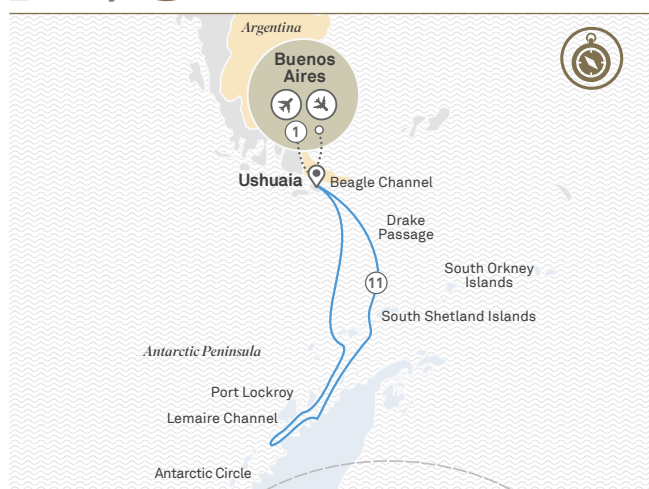 Argentina
Buenos
Aires
1
Ushuaia
Beagle Channel
Drake
Passage
South Orkney
Islands
11
South Shetland Islands
Antarctic Peninsula
Port Lockroy
Lemaire Channel
Antarctic Circle